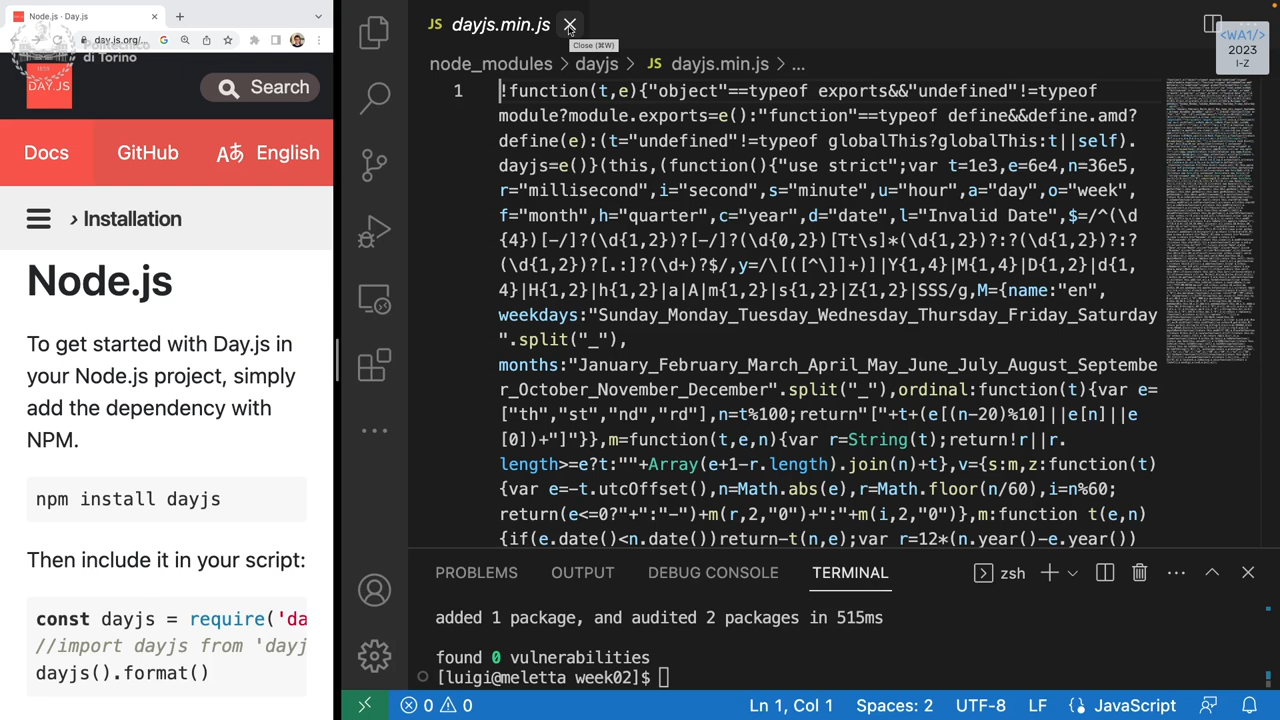 Node.js · Day.js
day.js.org/...
Politecnico
di Torino
DAY.JS
Search
Docs
GitHub
English
› Installation
Node.js
To get started with Day.js in
your Node.js project, simply
add the dependency with
NPM.
npm install dayjs
Then include it in your script:
const dayjs = require('da
//import dayjs from 'dayj
dayjs().format()
JS dayjs.min.js
Close (⌘W)
<WA1/>
2023
I-Z
node_modules > dayjs > JS dayjs.min.js > ...
1
!function(t,e){"object"==typeof exports&&"undefined"!=typeof
?module.exports=e():"function"==typeof define&&define.amd?
(e):(t="undefined"!=typeof globalThis?globalThis:t||self).
dayjs=e()}(this,(function(){"use strict";var t=1e3,e=6e4,n=36e5,
r="millisecond",i="second",s="minute",u="hour",a="day",o="week",
f="month",h="quarter",c="year",d="date",l="Invalid Date",$=/^(\d
{4})[-/]?(\d{1,2})?[-/]?(\d{0,2})[Tt\s]*(\d{1,2})?:?(\d{1,2})?:?
(\d{1,2})?[.:]?(\d+)?$/,y=/\[([^\]]+)]|Y{1,4}|M{1,4}|D{1,2}|d{1,
4}|H{1,2}|h{1,2}|a|A|m{1,2}|s{1,2}|Z{1,2}|SSS/g,M={name:"en",
weekdays:"Sunday_Monday_Tuesday_Wednesday_Thursday_Friday_Saturday
".split("_"),
months:"January_February_March_April_May_June_July_August_Septembe
r_October_November_December".split("_"),ordinal:function(t){var e=
["th","st","nd","rd"],n=t%100;return"["+t+(e[(n-20)%10]||e[n]||e
[0])+"]"}},m=function(t,e,n){var r=String(t);return!r||r.
length>=e?t:""+Array(e+1-r.length).join(n)+t},v={s:m,z:function(t)
{var e=-t.utcOffset(),n=Math.abs(e),r=Math.floor(n/60),i=n%60;
return(e<=0?"+":"-")+m(r,2,"0")+":"+m(i,2,"0")},m:function t(e,n)
{if(e.date()<n.date())return-t(n,e);var r=12*(n.year()-e.year())
PROBLEMS
OUTPUT
DEBUG CONSOLE
TERMINAL
zsh
added 1 package, and audited 2 packages in 515ms
found 0 vulnerabilities
[luigi@meletta week02]$
0
0
Ln 1, Col 1
Spaces: 2
UTF-8
LF
JavaScript